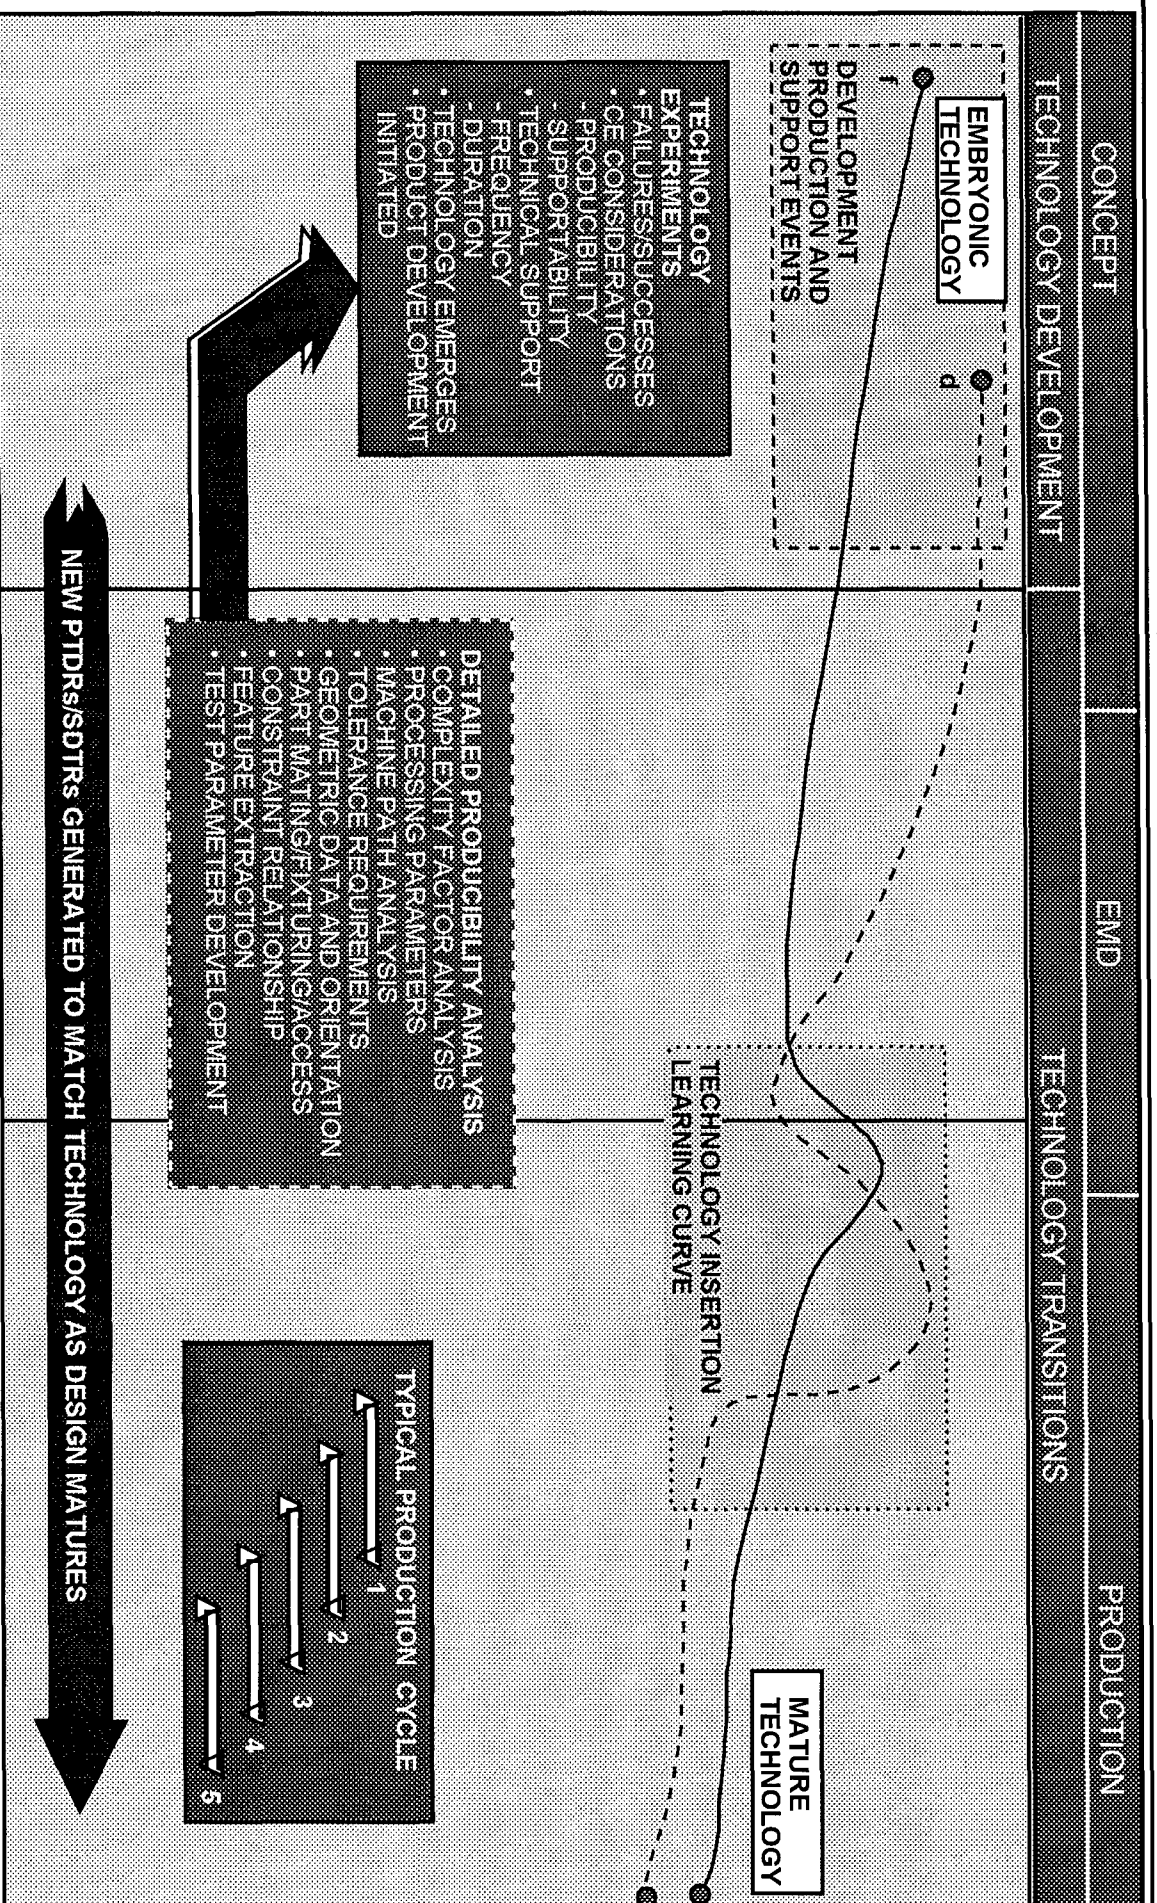 CONCEPT
EMD
PRODUCTION
TECHNOLOGY DEVELOPMENT
TECHNOLOGY TRANSITIONS
EMBRYONIC
TECHNOLOGY
f
d
DEVELOPMENT
PRODUCTION AND
SUPPORT EVENTS
TECHNOLOGY INSERTION
LEARNING CURVE
MATURE
TECHNOLOGY
TECHNOLOGY
EXPERIMENTS
• FAILURES/SUCCESSES
• CE CONSIDERATIONS
-PRODUCIBILITY
-SUPPORTABILITY
• TECHNICAL SUPPORT
-FREQUENCY
-DURATION
• TECHNOLOGY EMERGES
• PRODUCT DEVELOPMENT
INITIATED
DETAILED PRODUCIBILITY ANALYSIS
• COMPLEXITY FACTOR ANALYSIS
• PROCESSING PARAMETERS
• MACHINE PATH ANALYSIS
• TOLERANCE REQUIREMENTS
• GEOMETRIC DATA AND ORIENTATION
• PART MATING/FIXTURING/ACCESS
• CONSTRAINT RELATIONSHIP
• FEATURE EXTRACTION
• TEST PARAMETER DEVELOPMENT
TYPICAL PRODUCTION CYCLE
1
2
3
4
5
NEW PTDRs/SDTRs GENERATED TO MATCH TECHNOLOGY AS DESIGN MATURES